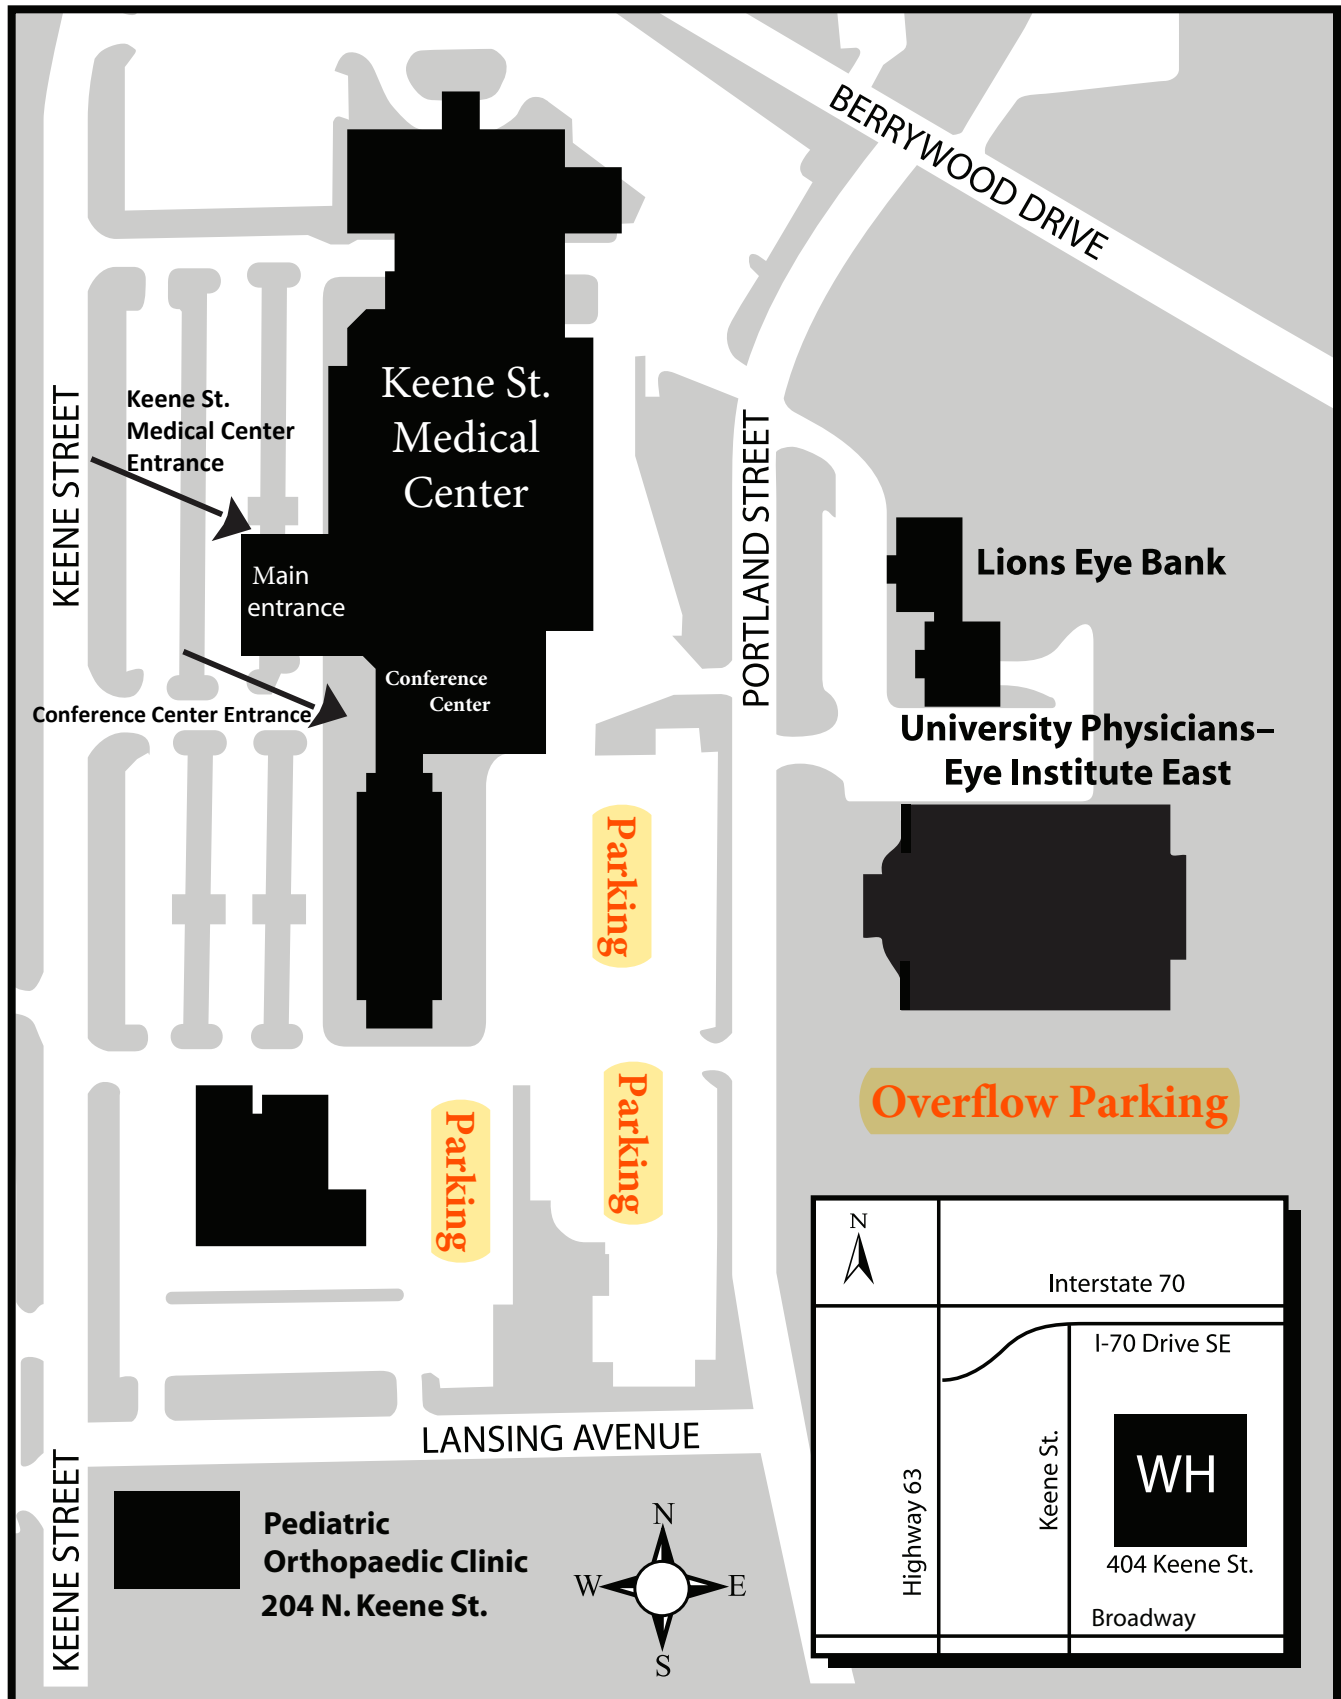 BERRYWOOD DRIVE
KEENE STREET
Keene St.
Medical Center
Entrance
Keene St.
Medical
Center
PORTLAND STREET
Main
entrance
Lions Eye Bank
Conference
Center
Conference Center Entrance
University Physicians–
Eye Institute East
Parking
Parking
Parking
Overflow Parking
N
Interstate 70
I-70 Drive SE
Highway 63
Keene St.
WH
404 Keene St.
Broadway
LANSING AVENUE
KEENE STREET
Pediatric
Orthopaedic Clinic
204 N. Keene St.
N
W
E
S